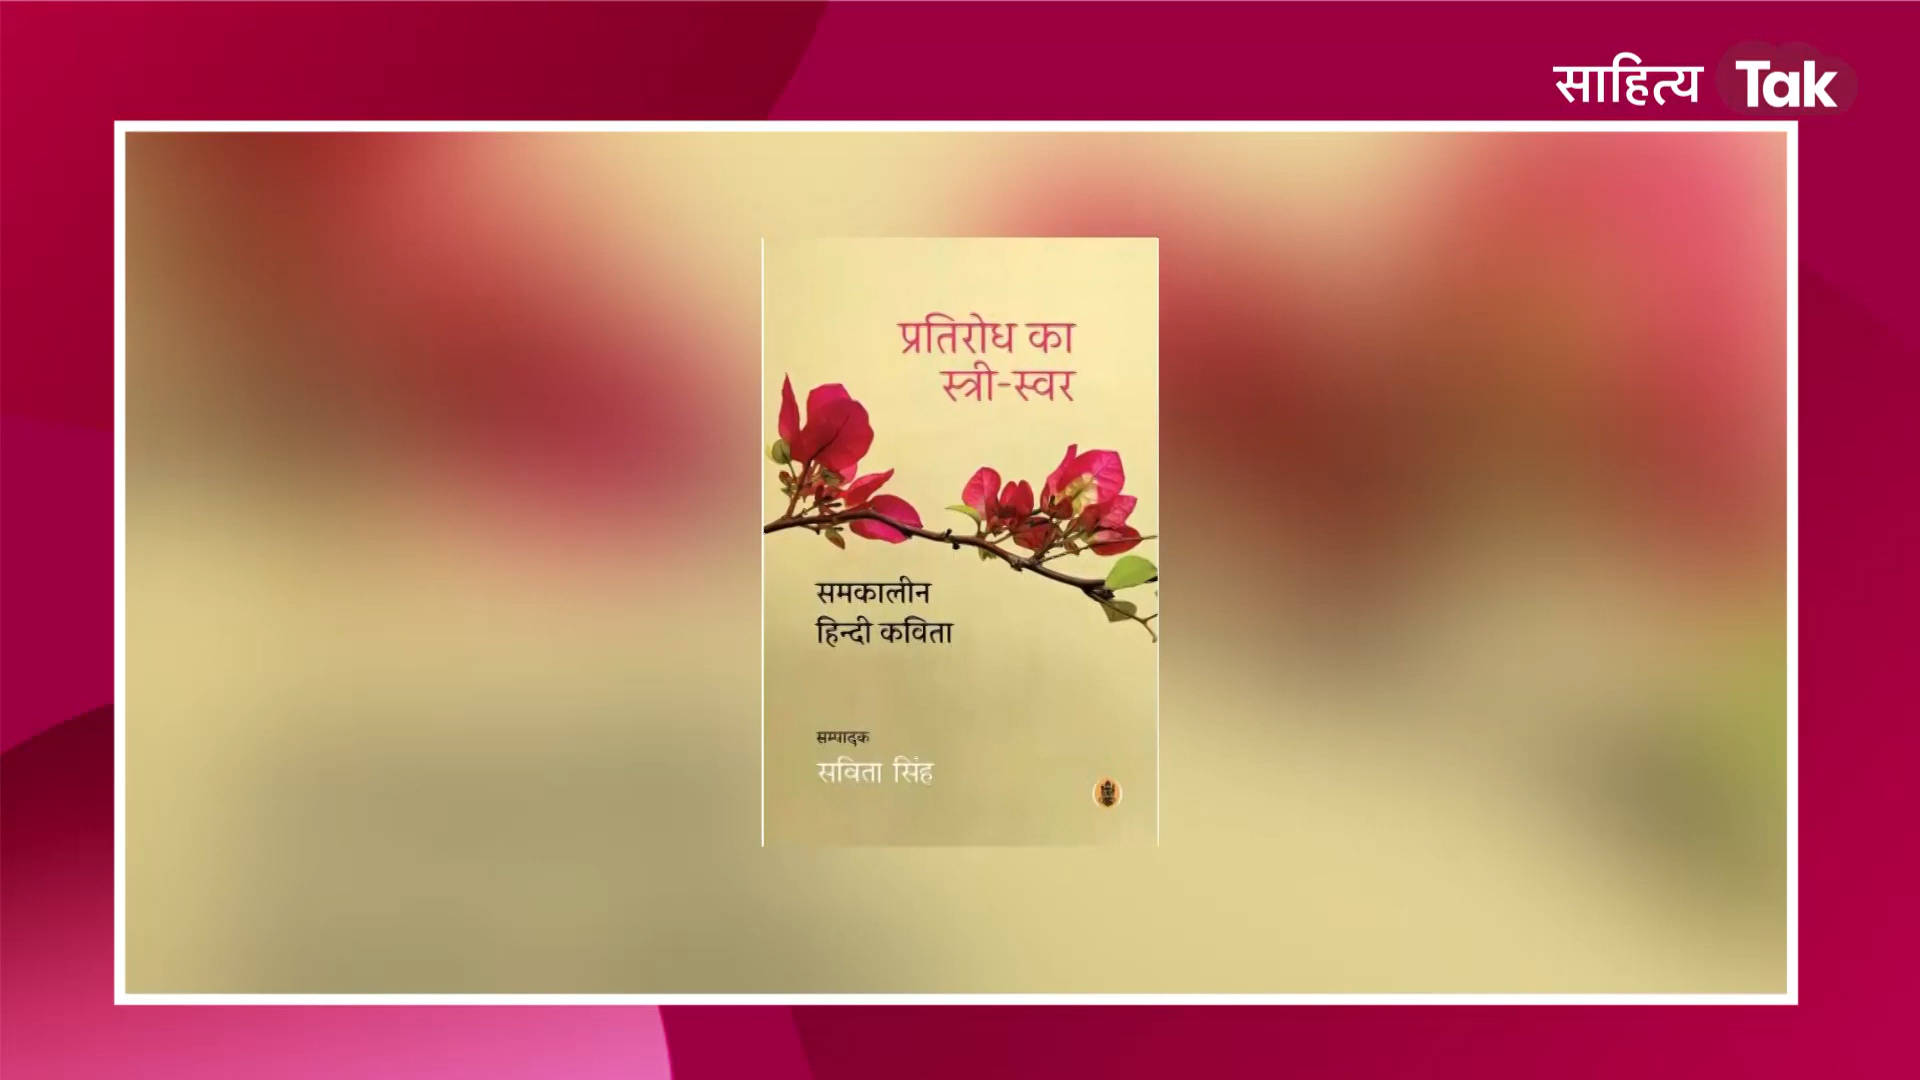 साहित्य Tak
प्रतिरोध का
स्त्री-स्वर
समकालीन
हिन्दी कविता
सम्पादक
सविता सिंह